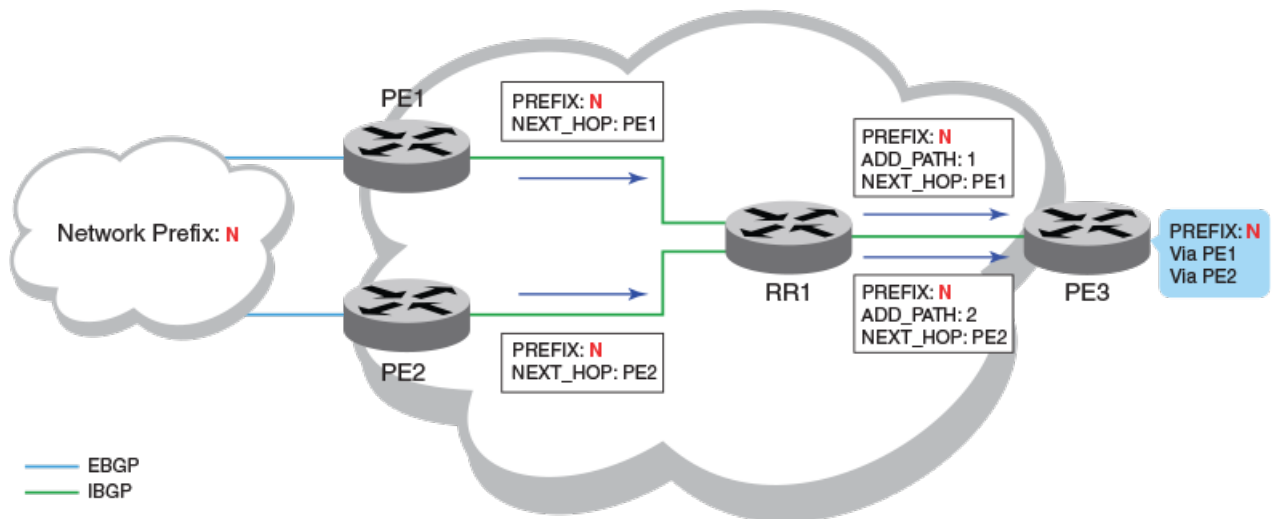 PE1
PREFIX: N
NEXT_HOP: PE1
Network Prefix: N
PE2
PREFIX: N
NEXT_HOP: PE2
RR1
PREFIX: N
ADD_PATH: 1
NEXT_HOP: PE1
PREFIX: N
ADD_PATH: 2
NEXT_HOP: PE2
PE3
PREFIX: N
Via PE1
Via PE2
EBGP
IBGP